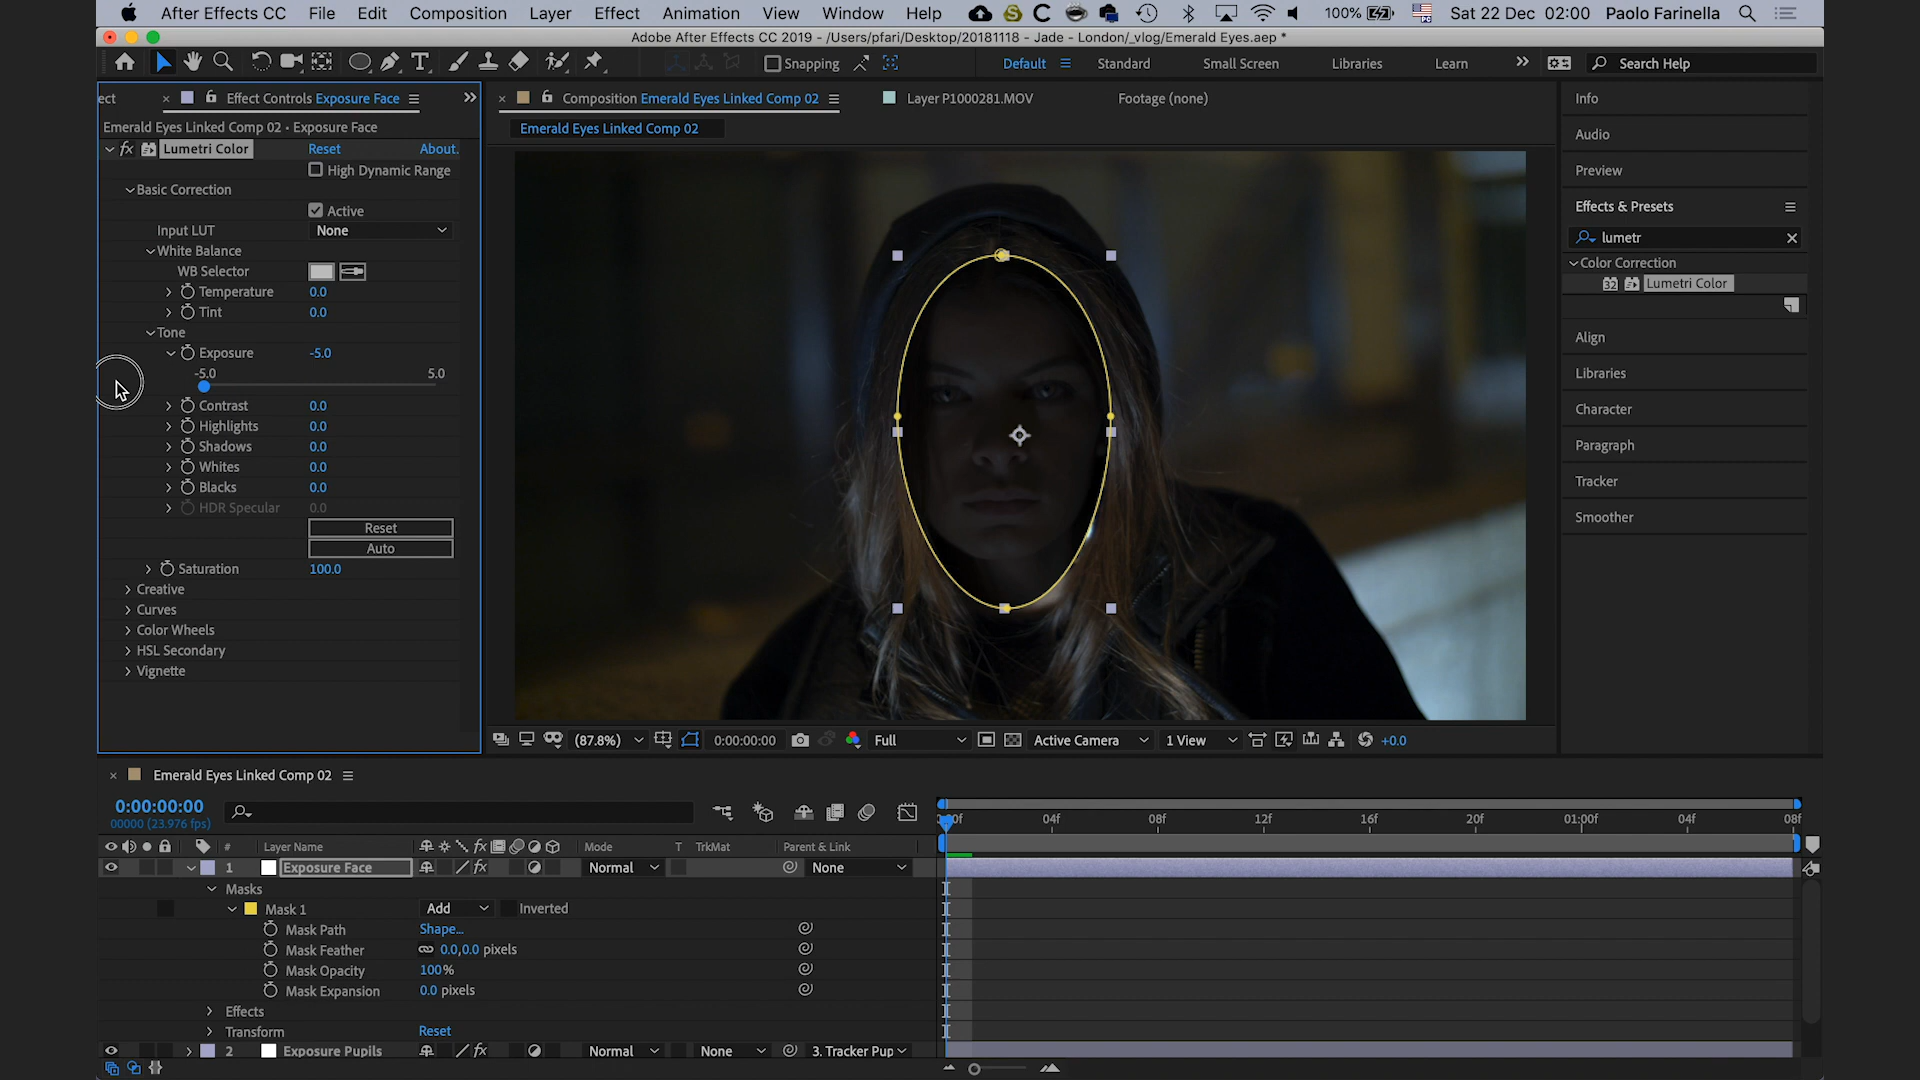 After Effects CC File Edit Composition Layer Effect Animation View Window Help 100% Sat 22 Dec 02:00 Paolo Farinella
Adobe After Effects CC 2019 - /Users/pfari/Desktop/20181118 - Jade - London/_vlog/Emerald Eyes.aep *
Snapping Default Standard Small Screen Libraries Learn Search Help
ect Effect Controls Exposure Face
Emerald Eyes Linked Comp 02 • Exposure Face
fx Lumetri Color Reset About.
High Dynamic Range
Basic Correction
Active
Input LUT None
White Balance
WB Selector
Temperature 0.0
Tint 0.0
Tone
Exposure -5.0
-5.0 5.0
Contrast 0.0
Highlights 0.0
Shadows 0.0
Whites 0.0
Blacks 0.0
HDR Specular 0.0
Reset
Auto
Saturation 100.0
Creative
Curves
Color Wheels
HSL Secondary
Vignette
Composition Emerald Eyes Linked Comp 02 Layer P1000281.MOV Footage (none)
Emerald Eyes Linked Comp 02
(87.8%) 0:00:00:00 Full Active Camera 1 View +0.0
Info
Audio
Preview
Effects & Presets
lumetr
Color Correction
32 Lumetri Color
Align
Libraries
Character
Paragraph
Tracker
Smoother
Emerald Eyes Linked Comp 02
0:00:00:00
00000 (23.976 fps)
# Layer Name fx Mode T TrkMat Parent & Link
04f 08f 12f 16f 20f 01:00f 04f 08f
1 Exposure Face fx Normal None
Masks
Mask 1 Add Inverted
Mask Path Shape...
Mask Feather 0.0,0.0 pixels
Mask Opacity 100%
Mask Expansion 0.0 pixels
Effects
Transform Reset
2 Exposure Pupils fx Normal None 3. Tracker Pup